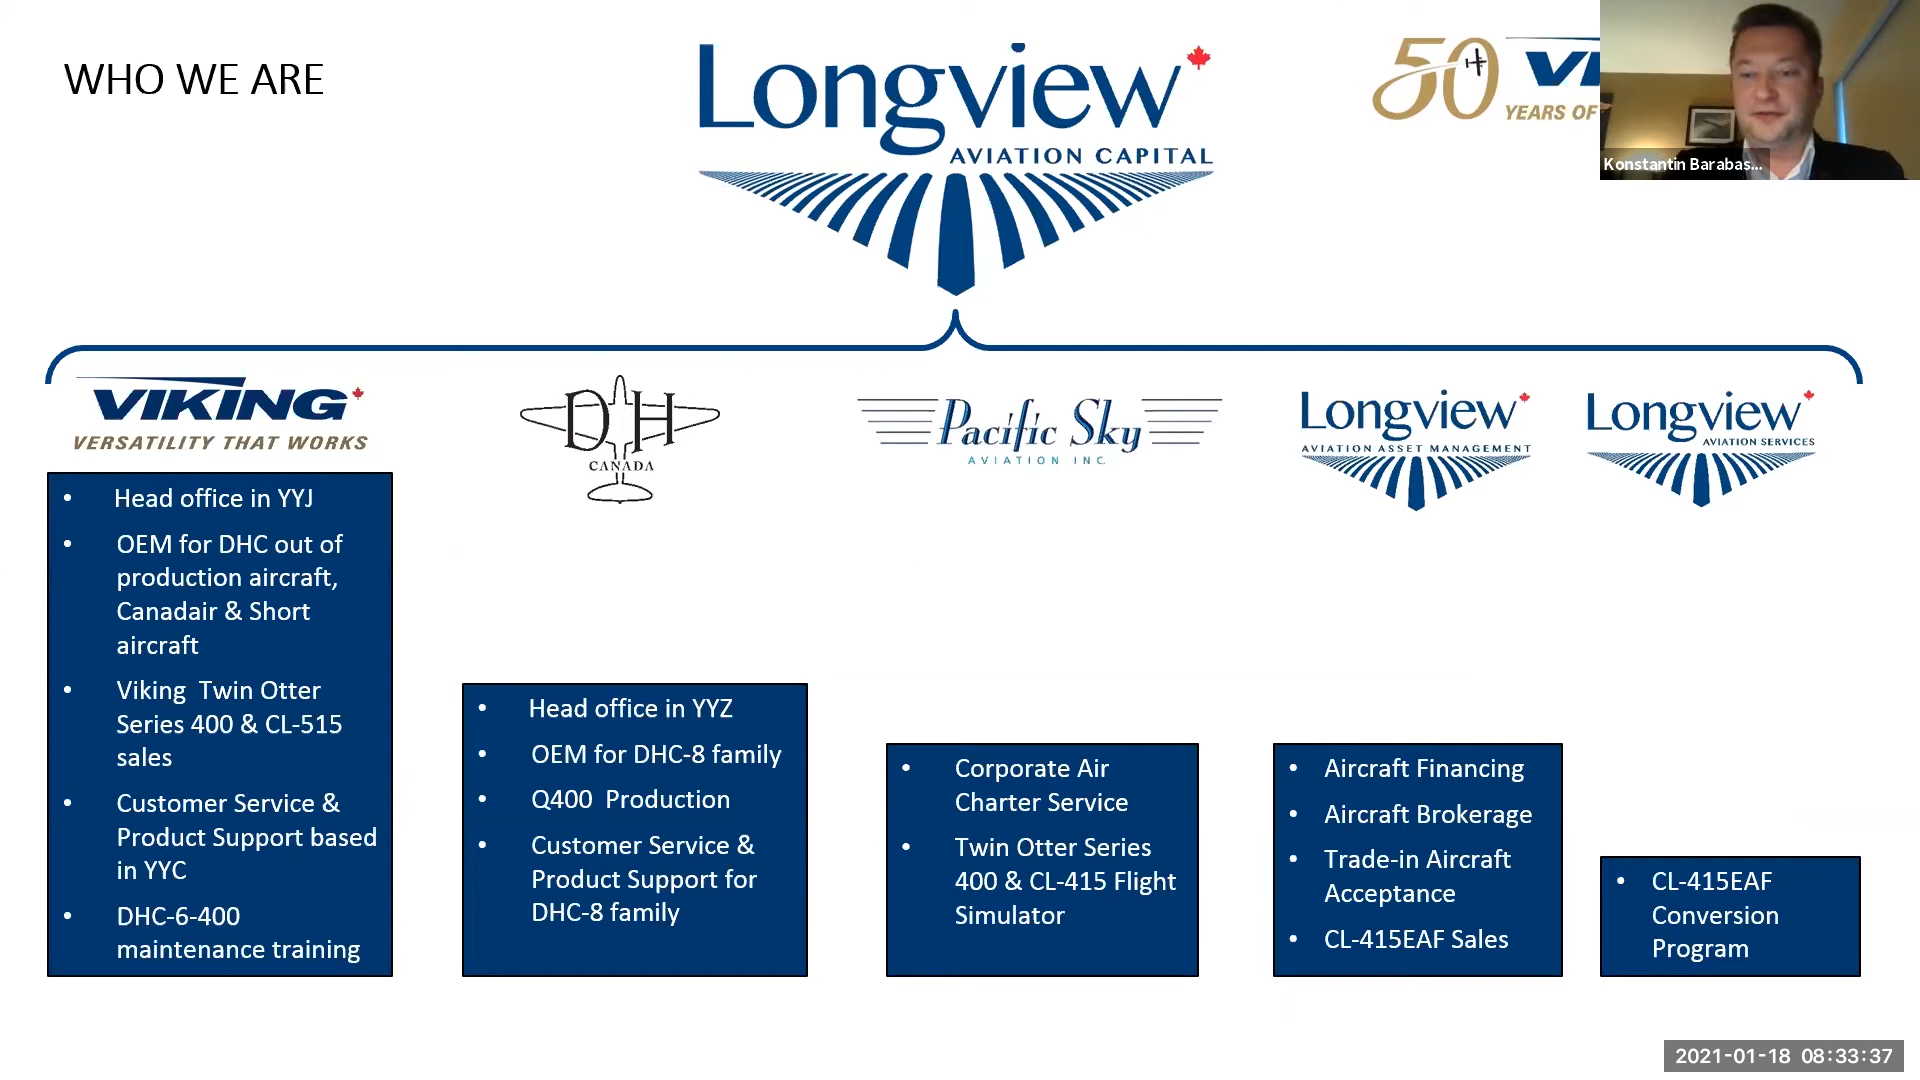 WHO WE ARE
Longview
AVIATION CAPITAL
50
YEARS OF
Konstantin Barabas...
VIKING
VERSATILITY THAT WORKS
• Head office in YYJ
• OEM for DHC out of
production aircraft,
Canadair & Short
aircraft
• Viking Twin Otter
Series 400 & CL-515
sales
• Customer Service &
Product Support based
in YYC
• DHC-6-400
maintenance training
DH
CANADA
• Head office in YYZ
• OEM for DHC-8 family
• Q400 Production
• Customer Service &
Product Support for
DHC-8 family
Pacific Sky
AVIATION INC.
• Corporate Air
Charter Service
• Twin Otter Series
400 & CL-415 Flight
Simulator
Longview
AVIATION ASSET MANAGEMENT
• Aircraft Financing
• Aircraft Brokerage
• Trade-in Aircraft
Acceptance
• CL-415EAF Sales
Longview
AVIATION SERVICES
• CL-415EAF
Conversion
Program
2021-01-18 08:33:37